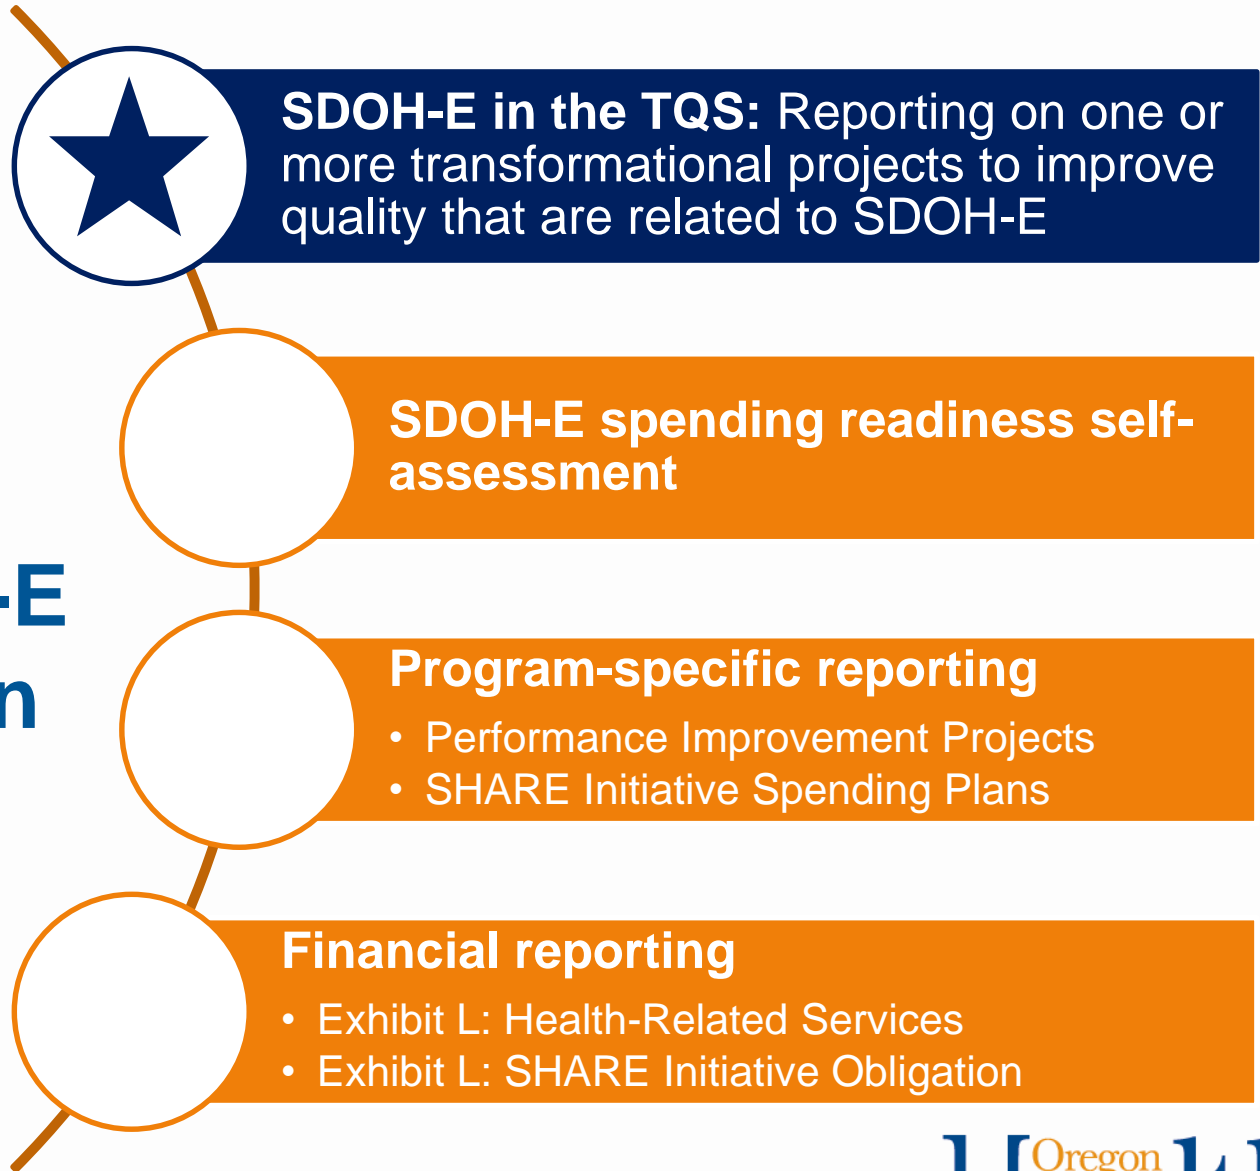 SDOH-E in the TQS: Reporting on one or
more transformational projects to improve
quality that are related to SDOH-E
SDOH-E spending readiness self-
assessment
-E
n
Program-specific reporting
• Performance Improvement Projects
• SHARE Initiative Spending Plans
Financial reporting
• Exhibit L: Health-Related Services
• Exhibit L: SHARE Initiative Obligation
Oregon